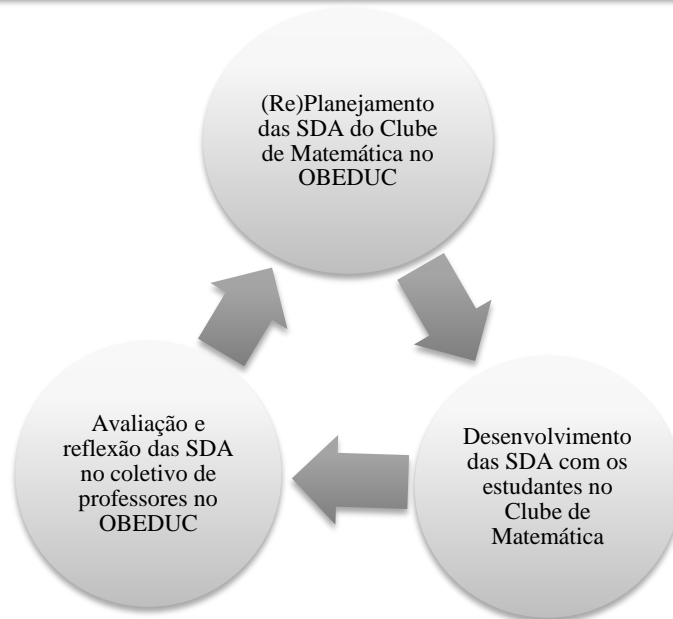 (Re)Planejamento
das SDA do Clube
de Matemática no
OBEDUC
Desenvolvimento
das SDA com os
estudantes no
Clube de
Matemática
Avaliação e
reflexão das SDA
no coletivo de
professores no
OBEDUC